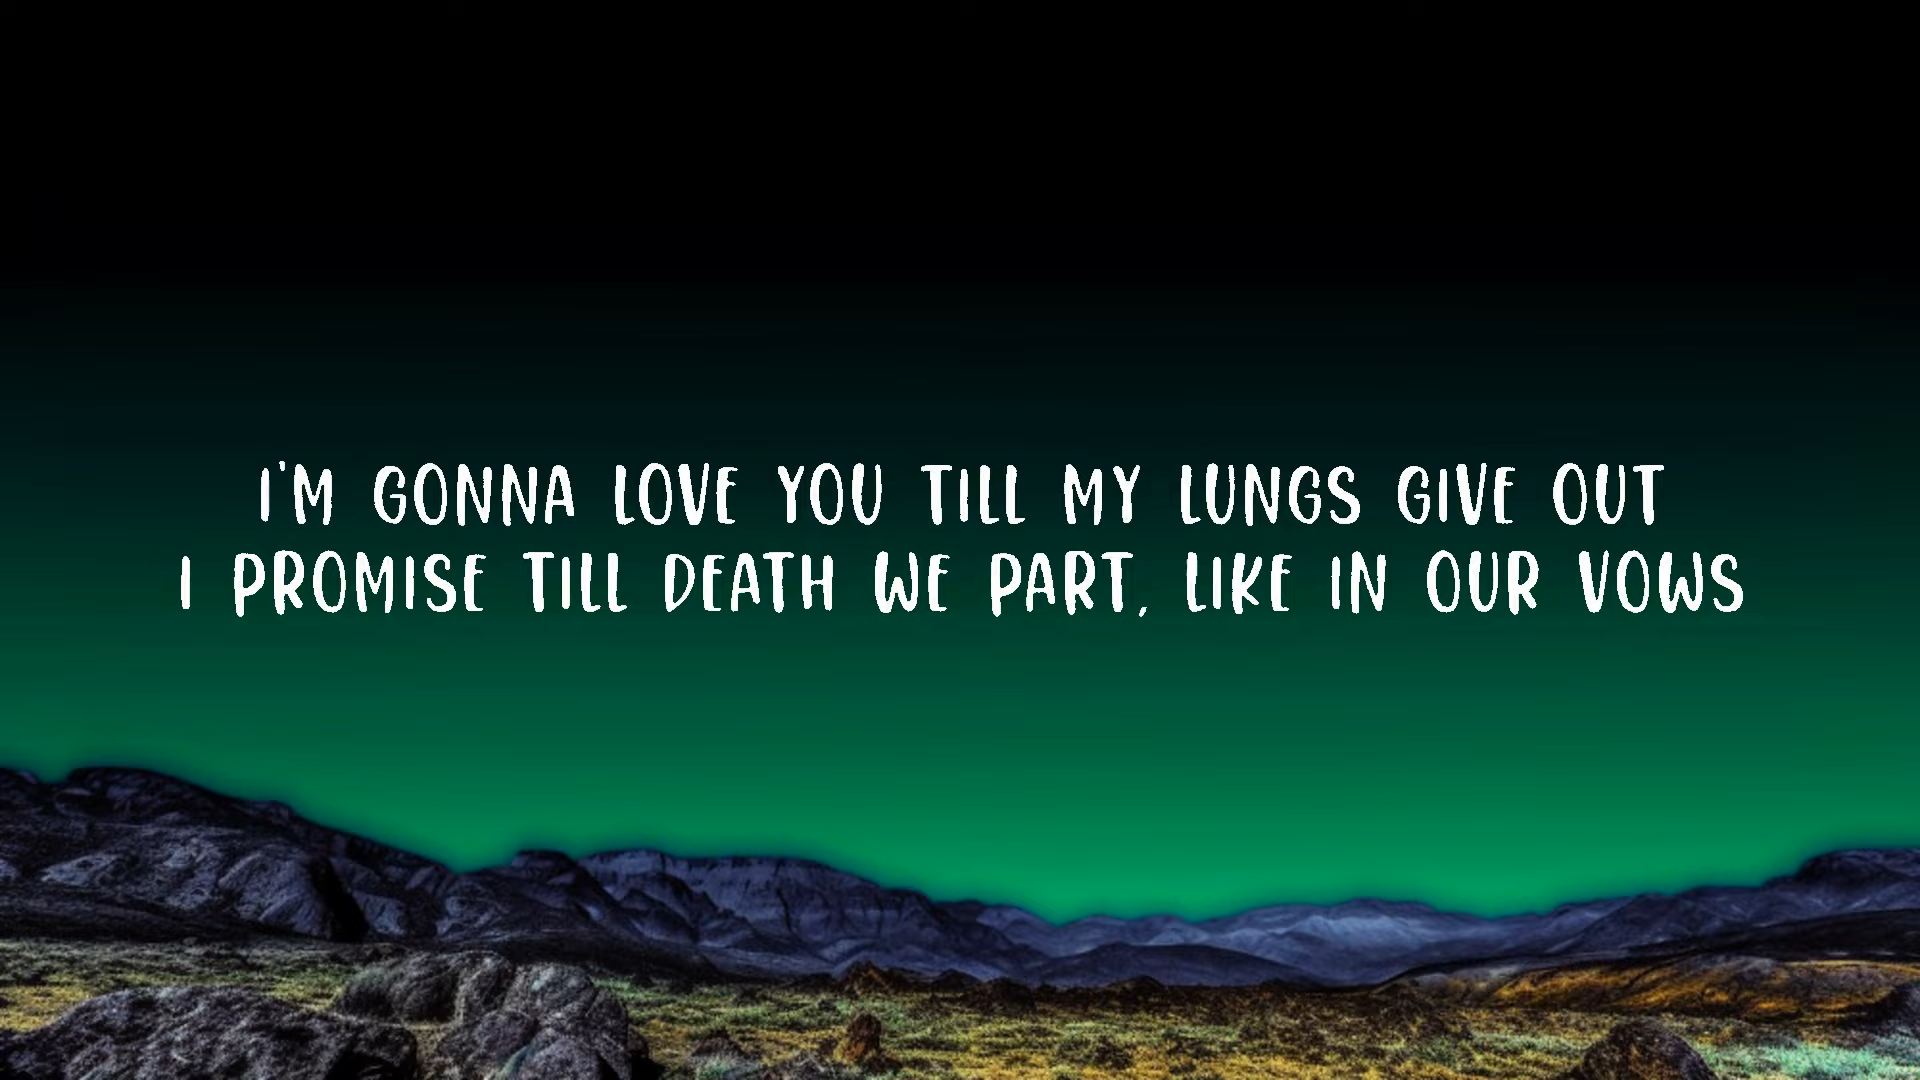 I'M GONNA LOVE YOU TILL MY LUNGS GIVE OUT
I PROMISE TILL DEATH WE PART, LIKE IN OUR VOWS